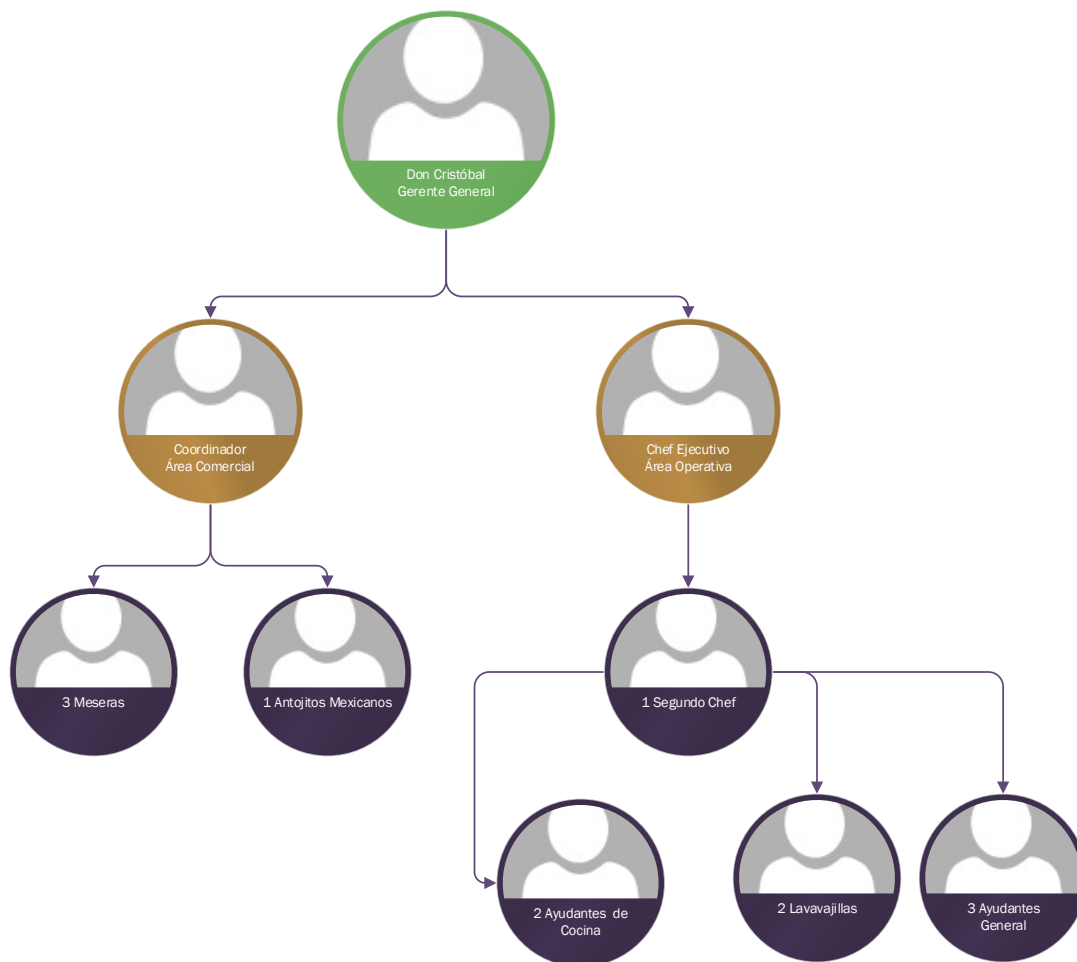 Don Cristóbal
Gerente General
Coordinador
Área Comercial
Chef Ejecutivo
Área Operativa
3 Meseras
1 Antojitos Mexicanos
1 Segundo Chef
2 Ayudantes de
Cocina
2 Lavavajillas
3 Ayudantes
General